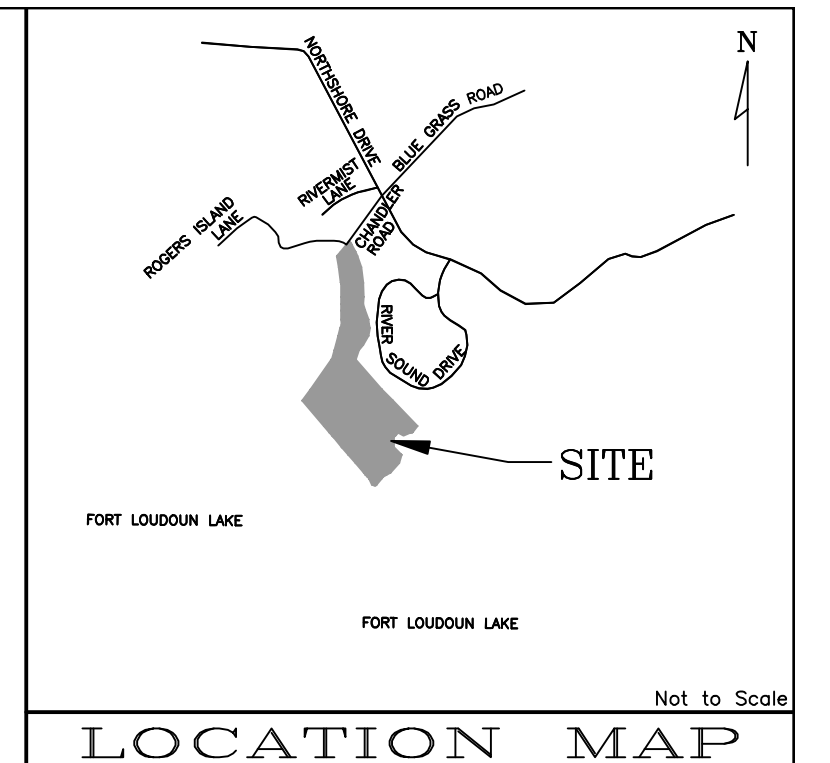 N
NORTHSHORE DRIVE
BLUE GRASS ROAD
RIVERMIST
LANE
CHANDLER
ROAD
ROGERS ISLAND
LANE
RIVER SOUND DRIVE
SITE
FORT LOUDOUN LAKE
FORT LOUDOUN LAKE
Not to Scale
LOCATION MAP